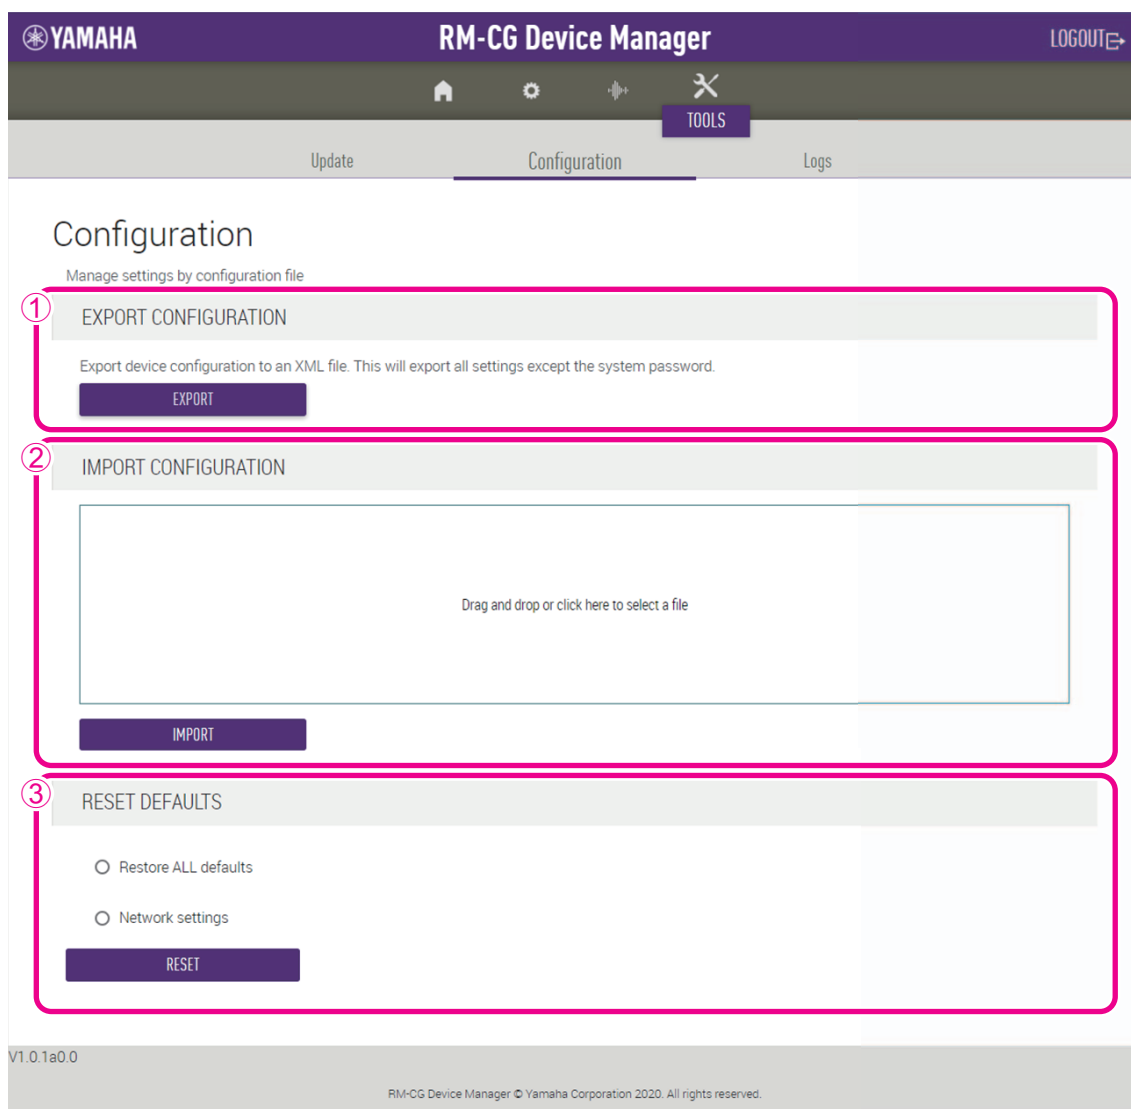 YAMAHA
RM-CG Device Manager
LOGOUT
TOOLS
Update
Configuration
Logs
Configuration
Manage settings by configuration file
1
EXPORT CONFIGURATION
Export device configuration to an XML file. This will export all settings except the system password.
EXPORT
2
IMPORT CONFIGURATION
Drag and drop or click here to select a file
IMPORT
3
RESET DEFAULTS
Restore ALL defaults
Network settings
RESET
V1.0.1a0.0
RM-CG Device Manager © Yamaha Corporation 2020. All rights reserved.